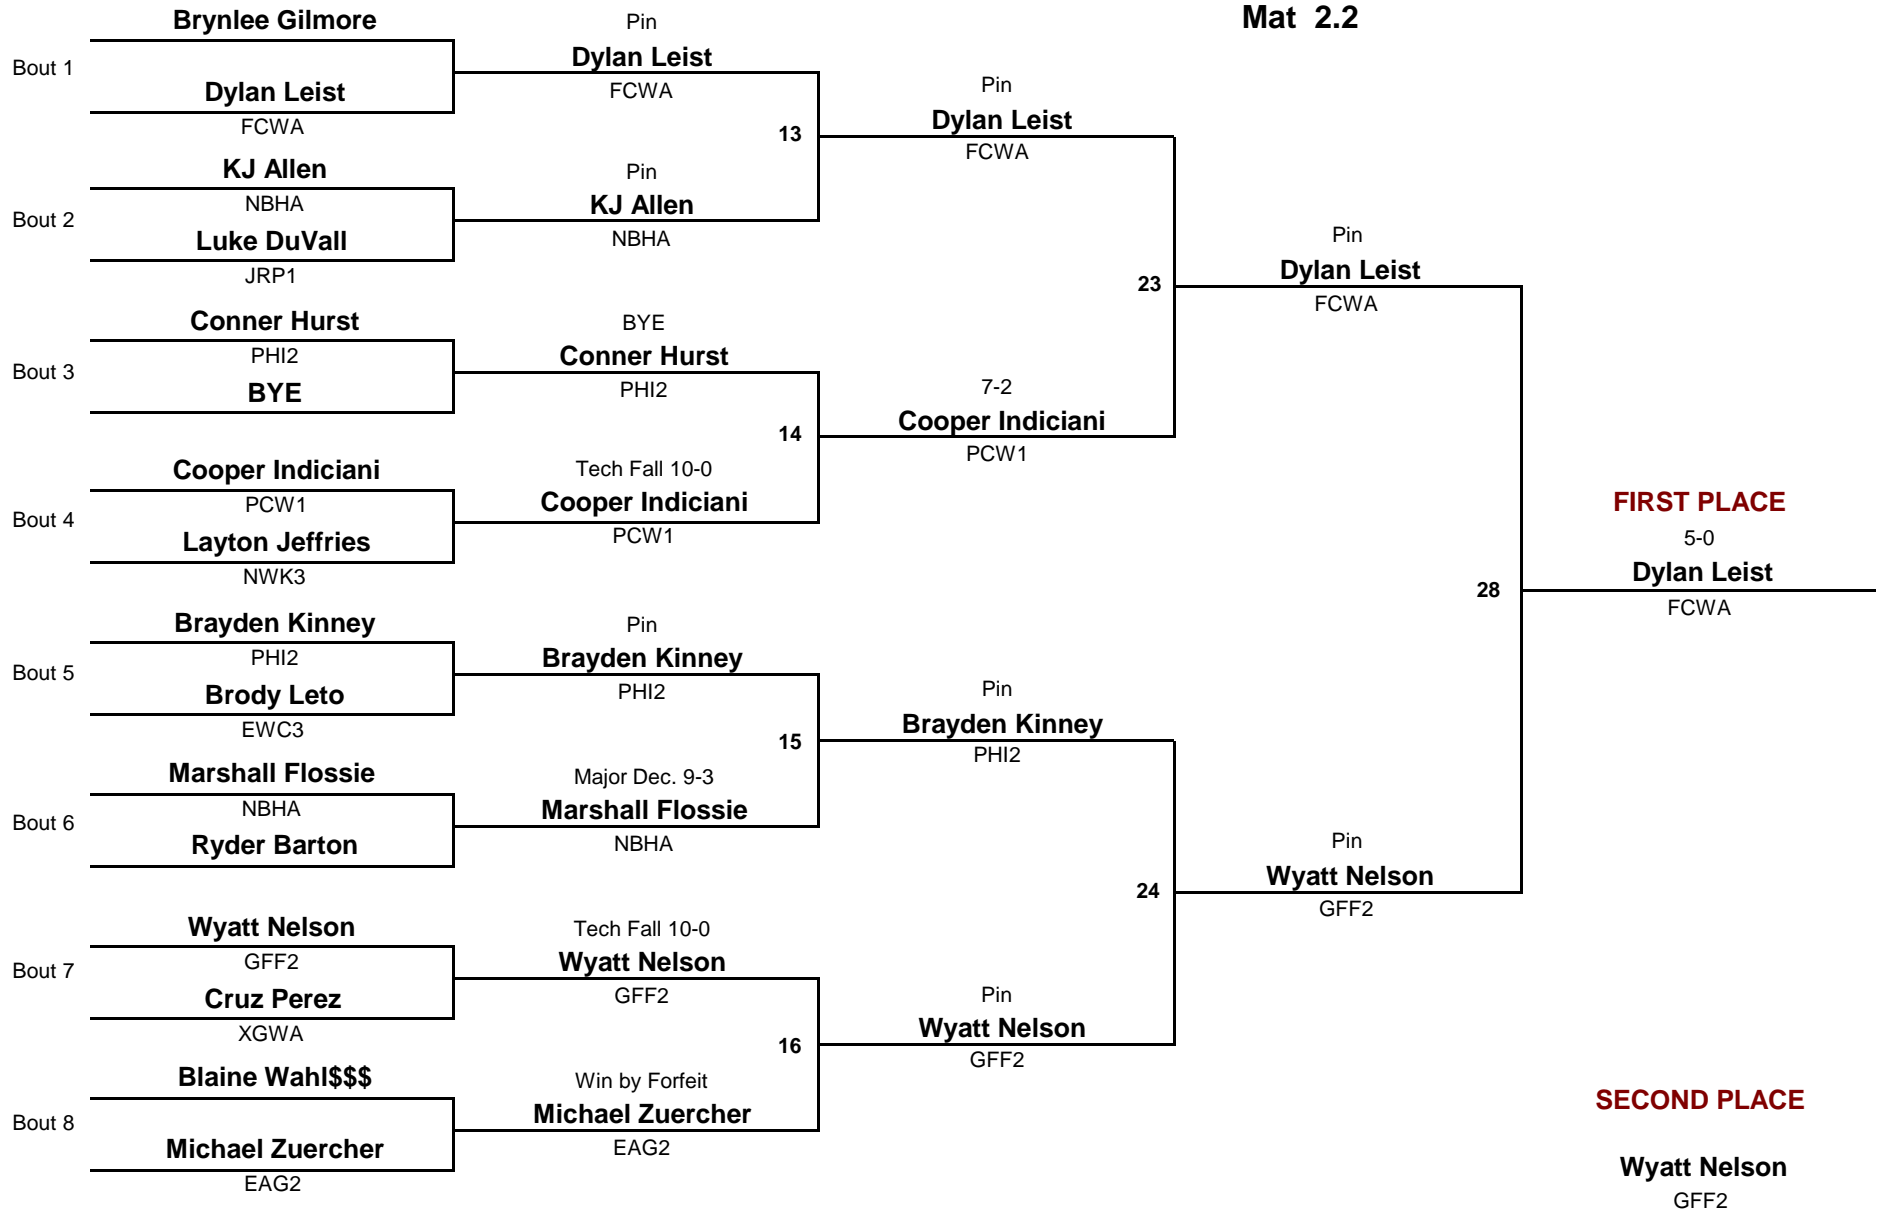 Mat 2.2
Brynlee Gilmore
Bout 1
Dylan Leist
FCWA
KJ Allen
NBHA
Bout 2
Luke DuVall
JRP1
Conner Hurst
PHI2
Bout 3
BYE
Cooper Indiciani
PCW1
Bout 4
Layton Jeffries
NWK3
Brayden Kinney
PHI2
Bout 5
Brody Leto
EWC3
Marshall Flossie
NBHA
Bout 6
Ryder Barton
Wyatt Nelson
GFF2
Bout 7
Cruz Perez
XGWA
Blaine Wahl$$$
Bout 8
Michael Zuercher
EAG2
Pin
Dylan Leist
FCWA
13
Pin
KJ Allen
NBHA
BYE
Conner Hurst
PHI2
14
Tech Fall 10-0
Cooper Indiciani
PCW1
Pin
Brayden Kinney
PHI2
15
Major Dec. 9-3
Marshall Flossie
NBHA
Tech Fall 10-0
Wyatt Nelson
GFF2
16
Win by Forfeit
Michael Zuercher
EAG2
Pin
Dylan Leist
FCWA
23
7-2
Cooper Indiciani
PCW1
Pin
Brayden Kinney
PHI2
24
Pin
Wyatt Nelson
GFF2
Pin
Dylan Leist
FCWA
28
Pin
Wyatt Nelson
GFF2
FIRST PLACE
5-0
Dylan Leist
FCWA
SECOND PLACE
Wyatt Nelson
GFF2